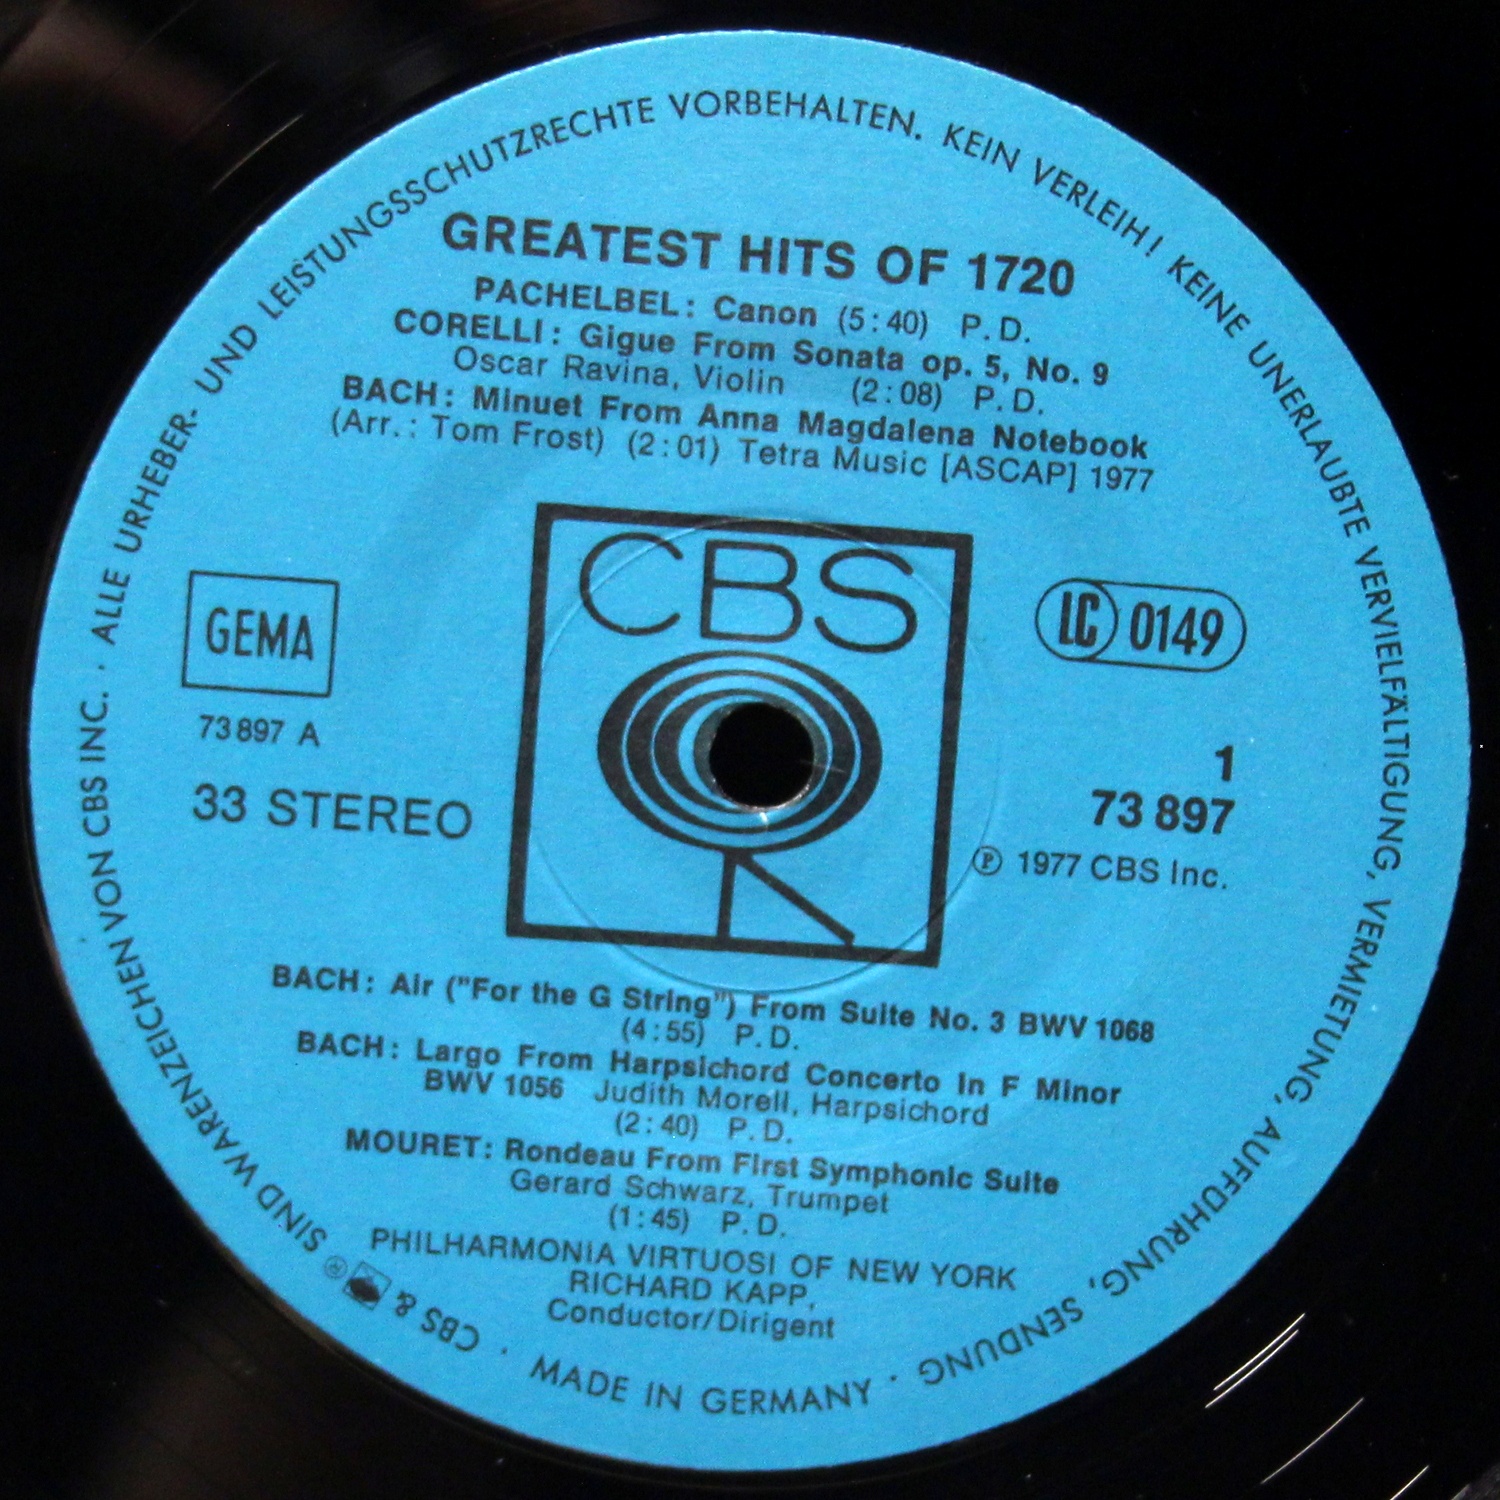 ALLE URHEBER- UND LEISTUNGSSCHUTZRECHTE VORBEHALTEN. KEIN VERLEIH! KEINE UNERLAUBTE VERVIELFÄLTIGUNG, VERMIETUNG, AUFFÜHRUNG, SENDUNG
GREATEST HITS OF 1720
PACHELBEL: Canon (5:40) P.D.
CORELLI: Gigue From Sonata op. 5, No. 9
Oscar Ravina, Violin (2:08) P.D.
BACH: Minuet From Anna Magdalena Notebook
(Arr.: Tom Frost) (2:01) Tetra Music [ASCAP] 1977
CBS
GEMA
LC 0149
73 897 A
1
33 STEREO
73 897
℗ 1977 CBS Inc.
BACH: Air ("For the G String") From Suite No. 3 BWV 1068
(4:55) P.D.
BACH: Largo From Harpsichord Concerto In F Minor
BWV 1056 Judith Morell, Harpsichord
(2:40) P.D.
MOURET: Rondeau From First Symphonic Suite
Gerard Schwarz, Trumpet
(1:45) P.D.
PHILHARMONIA VIRTUOSI OF NEW YORK
RICHARD KAPP,
Conductor/Dirigent
· MADE IN GERMANY ·
CBS & ® SIND WARENZEICHEN VON CBS INC. ·